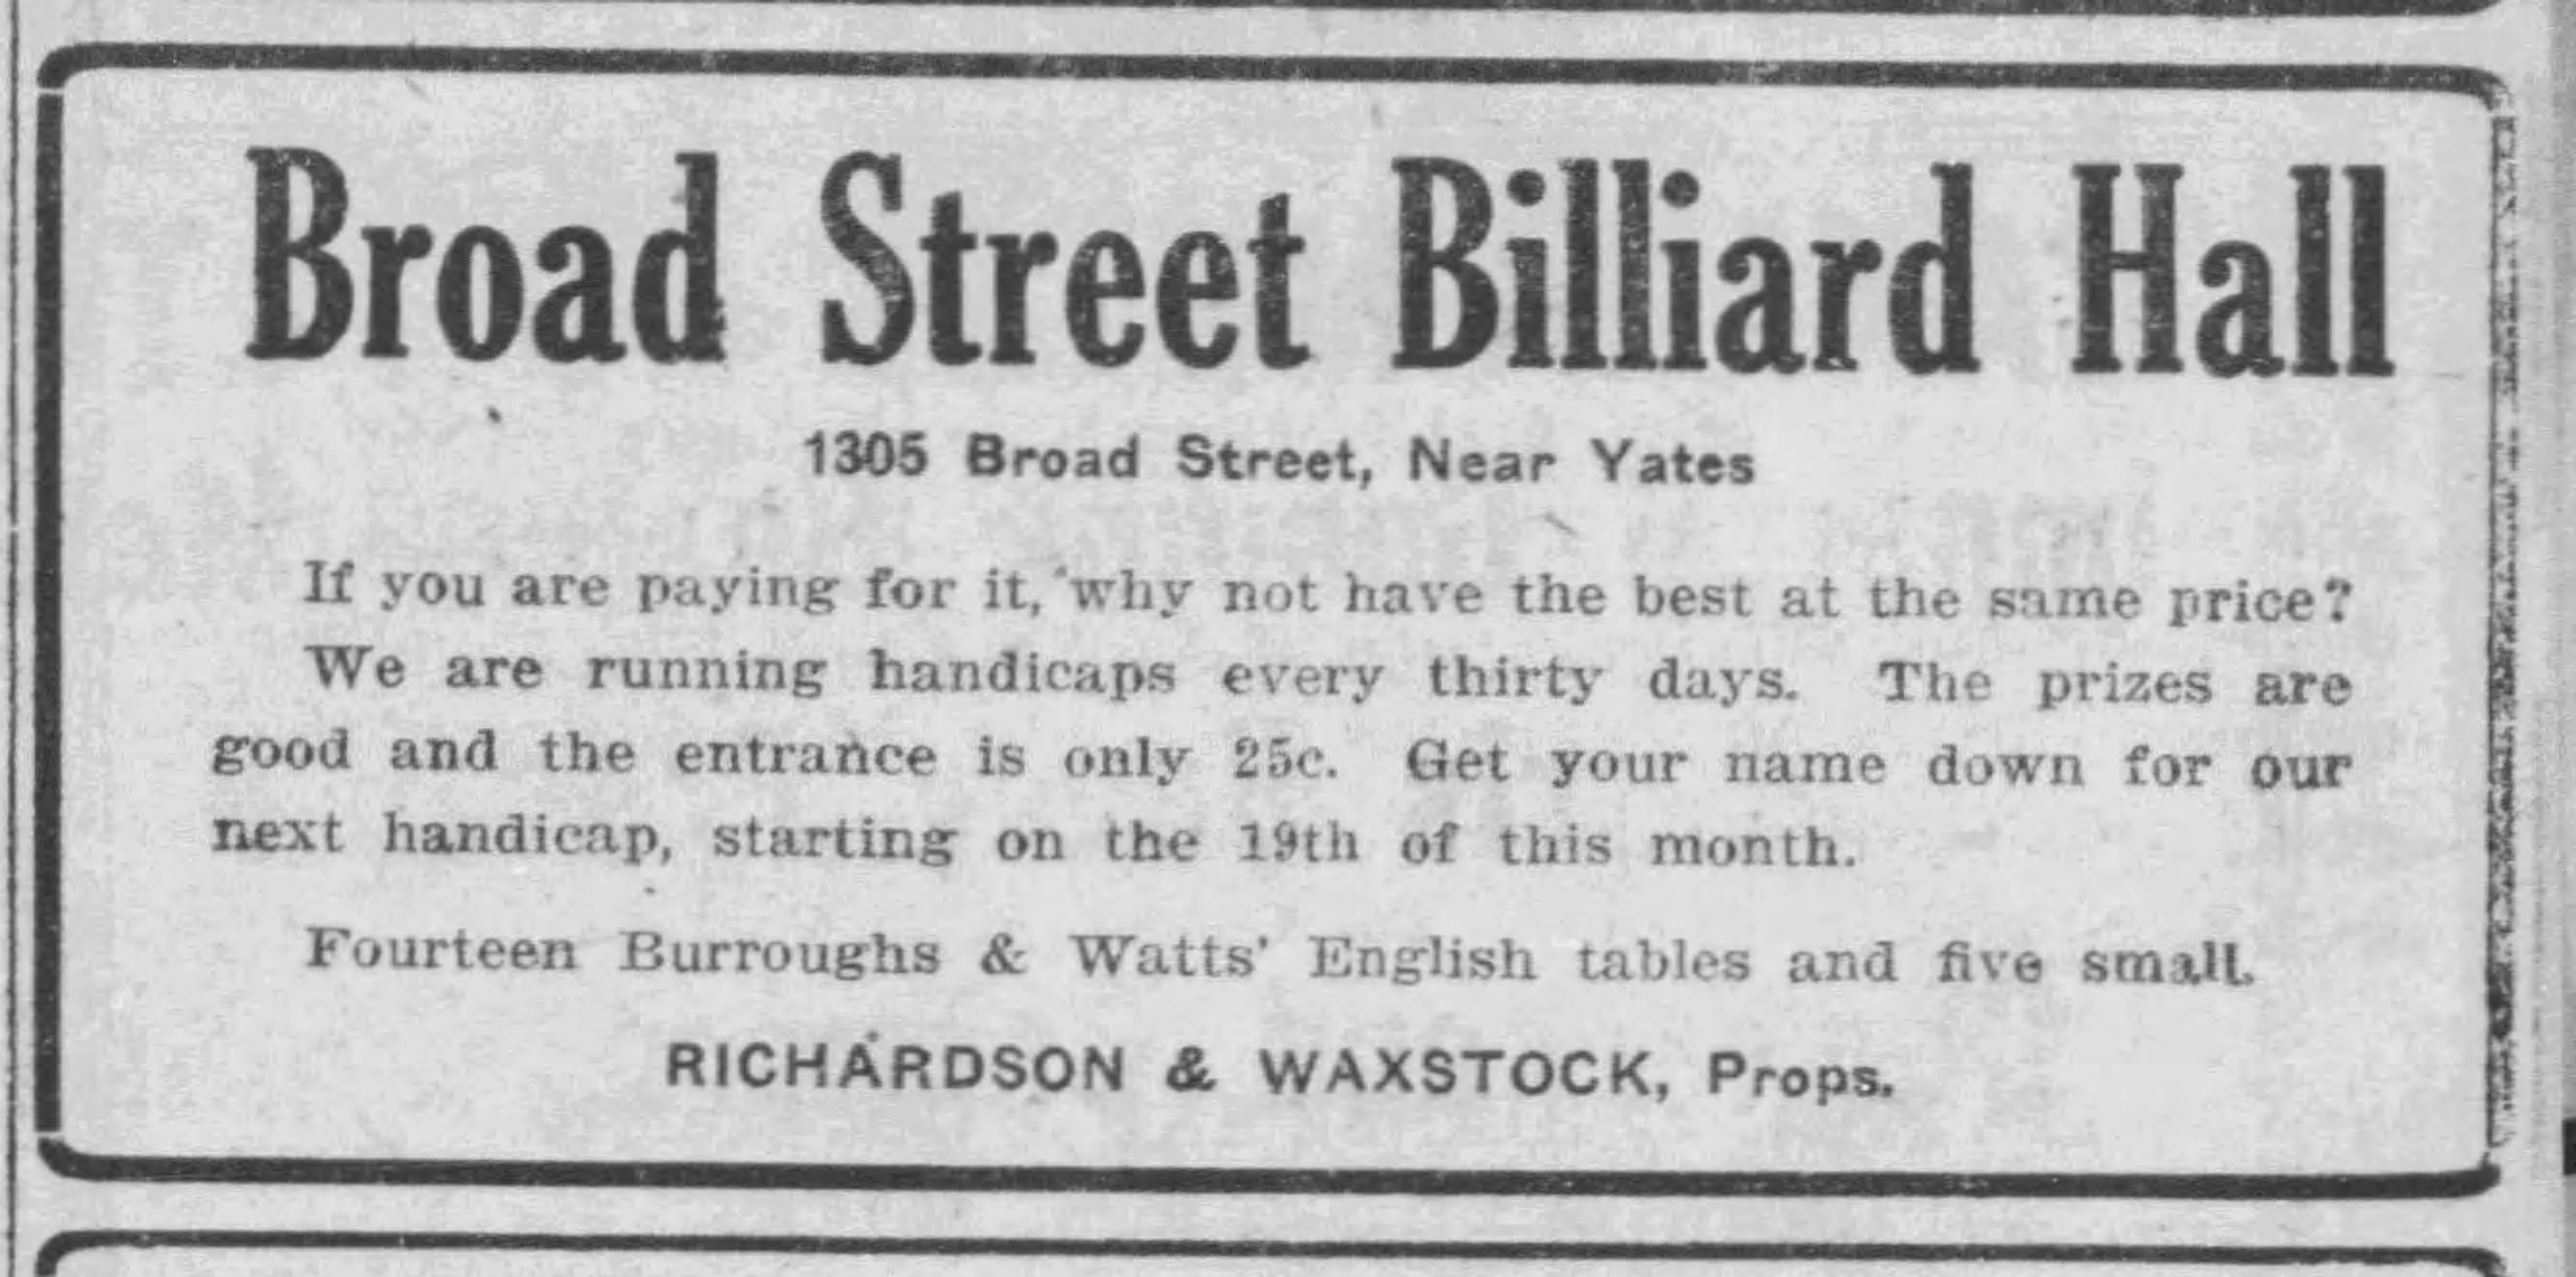 Broad Street Billiard Hall
1305 Broad Street, Near Yates
If you are paying for it, why not have the best at the same price?
We are running handicaps every thirty days. The prizes are
good and the entrance is only 25c. Get your name down for our
next handicap, starting on the 19th of this month.
Fourteen Burroughs & Watts' English tables and five small.
RICHARDSON & WAXSTOCK, Props.